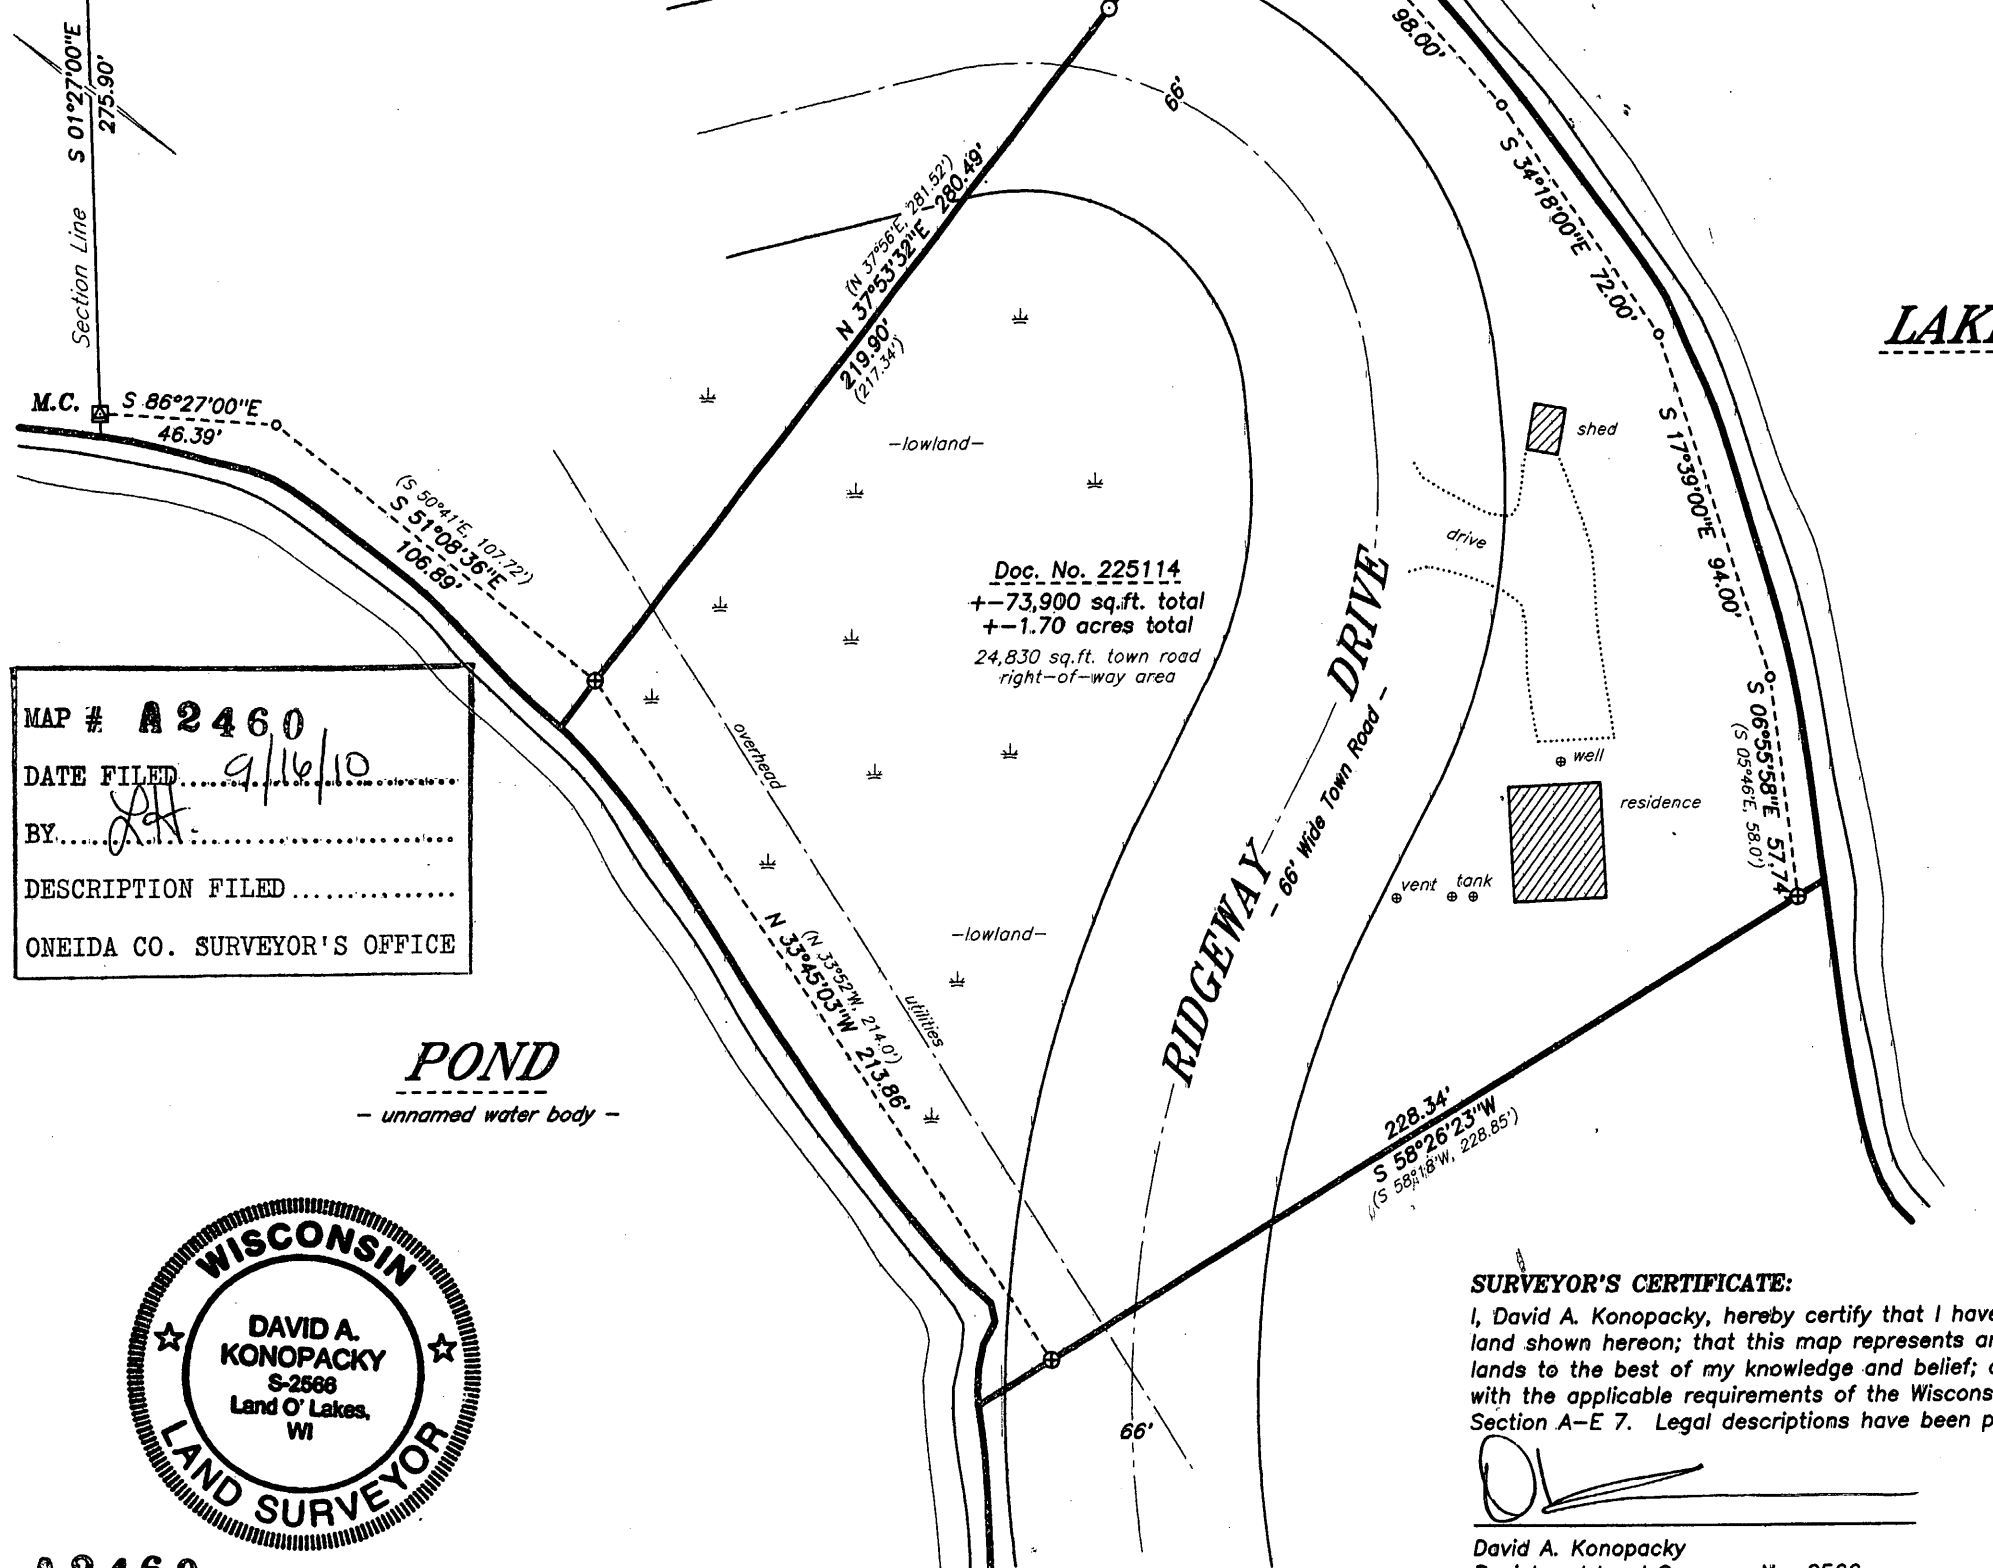 S 01°27'00"E
275.90'
Section Line
M.C.
S 86°27'00"E
46.39'
(S 50°41'E, 107.72')
S 51°08'36"E
106.89'
(N 37°56'E, 281.52')
N 37°53'32"E - 280.49'
219.90'
(217.34')
66'
98.00'
S 34°18'00"E 72.00'
LAK
S 17°39'00"E 94.00'
shed
drive
-lowland-
Doc. No. 225114
+-73,900 sq.ft. total
+-1.70 acres total
24,830 sq.ft. town road
right-of-way area
RIDGEWAY DRIVE
- 66' Wide Town Road -
S 06°55'58"E 57.74'
(S 05°46'E, 58.0')
well
residence
vent
tank
overhead
utilities
-lowland-
(N 33°52'W, 214.0')
N 33°45'03"W 213.86'
228.34'
S 58°26'23"W
(S 58°18'W, 228.85')
66'
MAP # A2460
DATE FILED....9/16/10
BY....LH
DESCRIPTION FILED
ONEIDA CO. SURVEYOR'S OFFICE
POND
- unnamed water body -
WISCONSIN
DAVID A.
KONOPACKY
S-2566
Land O' Lakes,
WI
LAND SURVEYOR
SURVEYOR'S CERTIFICATE:
I, David A. Konopacky, hereby certify that I have
land shown hereon; that this map represents an
lands to the best of my knowledge and belief;
with the applicable requirements of the Wiscons
Section A-E 7. Legal descriptions have been p
David A. Konopacky
A2460